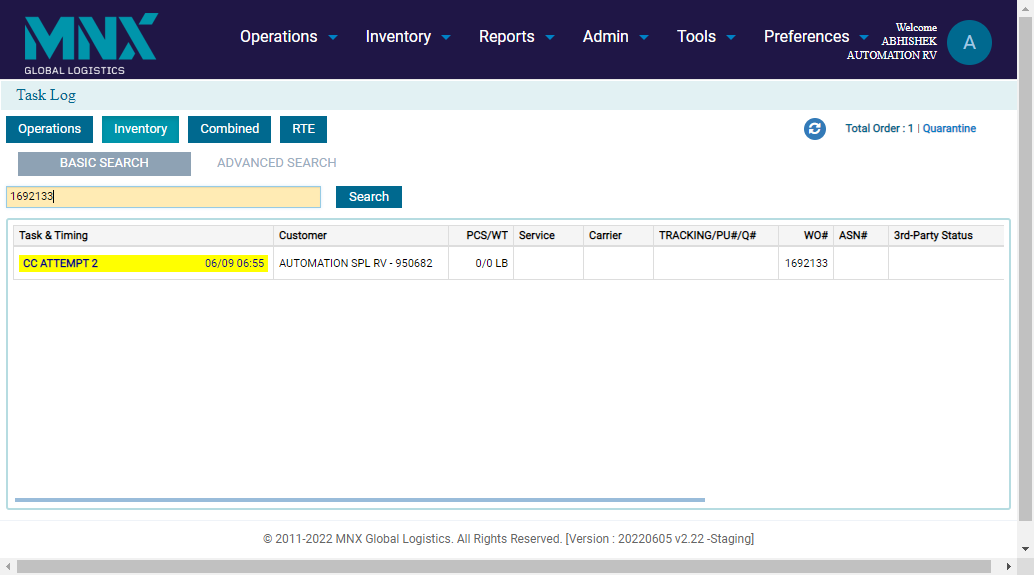 MNX
GLOBAL LOGISTICS
Operations Inventory Reports Admin Tools Preferences
Welcome
ABHISHEK
AUTOMATION RV
A
Task Log
Operations Inventory Combined RTE
Total Order : 1 | Quarantine
BASIC SEARCH ADVANCED SEARCH
1692133 Search
Task & Timing Customer PCS/WT Service Carrier TRACKING/PU#/Q# WO# ASN# 3rd-Party Status
CC ATTEMPT 2 06/09 06:55 AUTOMATION SPL RV - 950682 0/0 LB 1692133
© 2011-2022 MNX Global Logistics. All Rights Reserved. [Version : 20220605 v2.22 -Staging]